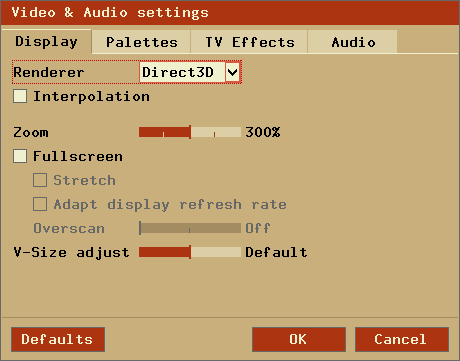 Video & Audio settings
Display Palettes TV Effects Audio
Renderer Direct3D
Interpolation
Zoom 300%
Fullscreen
Stretch
Adapt display refresh rate
Overscan Off
V-Size adjust Default
Defaults OK Cancel